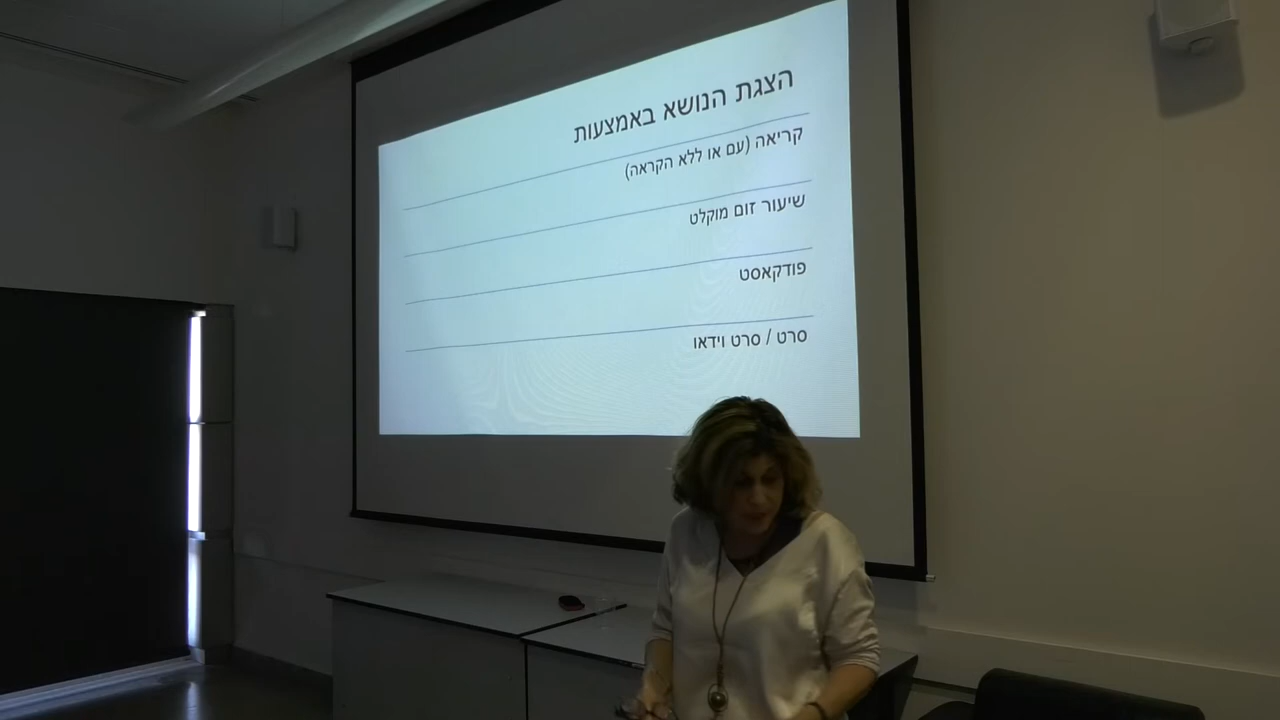 הצגת הנושא באמצעות
קריאה (עם או ללא הקראה)
שיעור זום מוקלט
פודקאסט
סרט / סרט וידאו